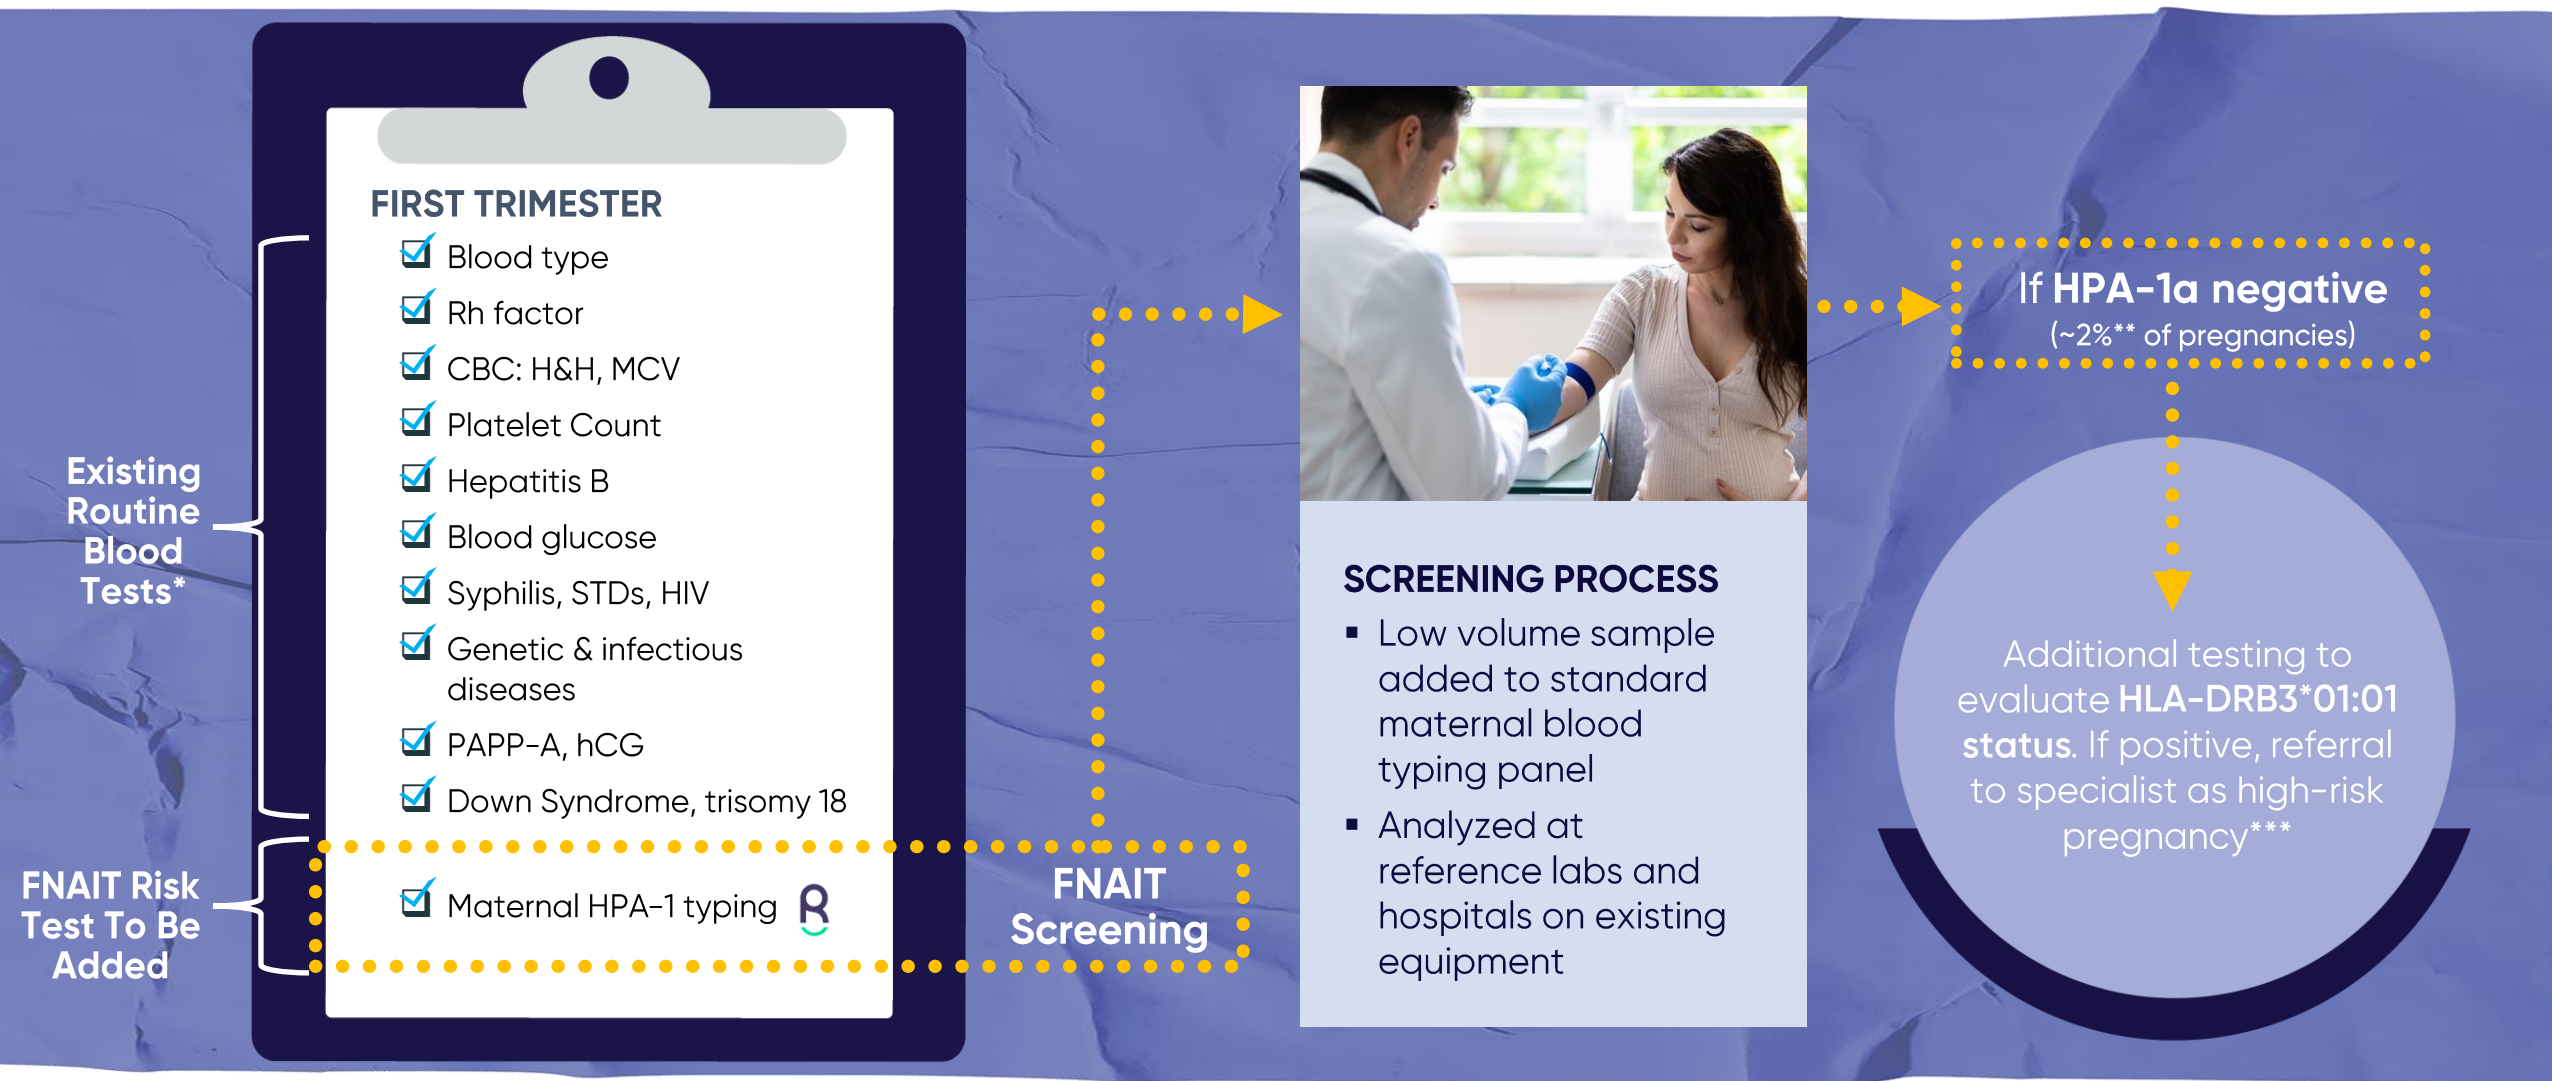 FIRST TRIMESTER
Blood type
Rh factor
CBC: H&H, MCV
Platelet Count
Hepatitis B
Blood glucose
Syphilis, STDs, HIV
Genetic & infectious
diseases
PAPP-A, hCG
Down Syndrome, trisomy 18
Maternal HPA-1 typing R
Existing
Routine
Blood
Tests*
FNAIT Risk
Test To Be
Added
FNAIT
Screening
SCREENING PROCESS
▪ Low volume sample
added to standard
maternal blood
typing panel
▪ Analyzed at
reference labs and
hospitals on existing
equipment
If HPA-1a negative
(~2%** of pregnancies)
Additional testing to
evaluate HLA-DRB3*01:01
status. If positive, referral
to specialist as high-risk
pregnancy***